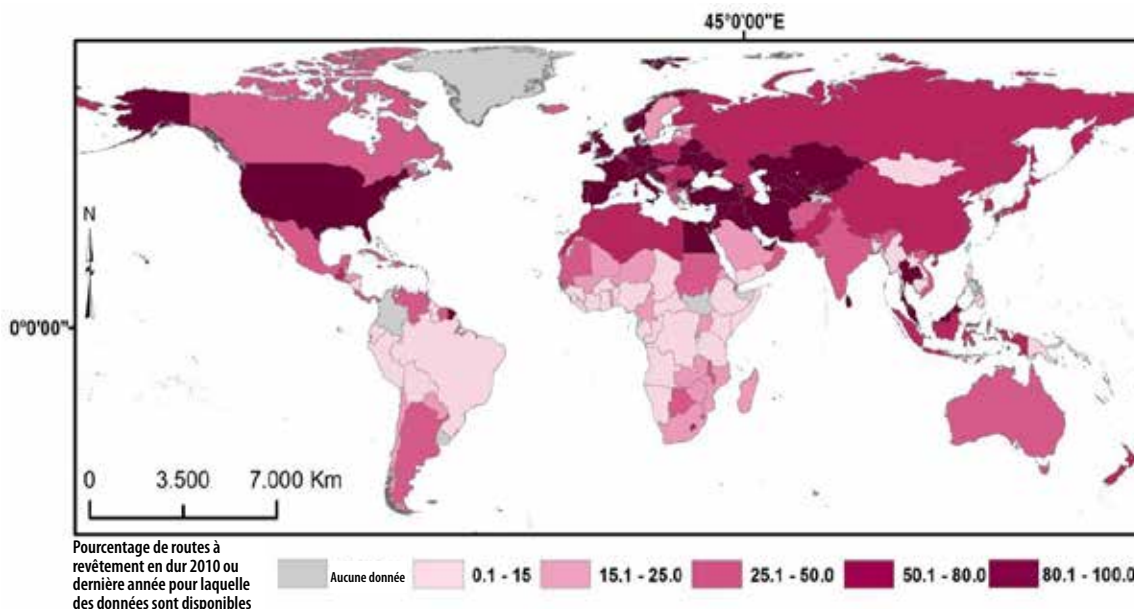 45°0'00"E
N
0°0'00"
0 3.500 7.000 Km
Pourcentage de routes à
revêtement en dur 2010 ou
dernière année pour laquelle
des données sont disponibles
Aucune donnée 0.1 - 15 15.1 - 25.0 25.1 - 50.0 50.1 - 80.0 80.1 - 100.0